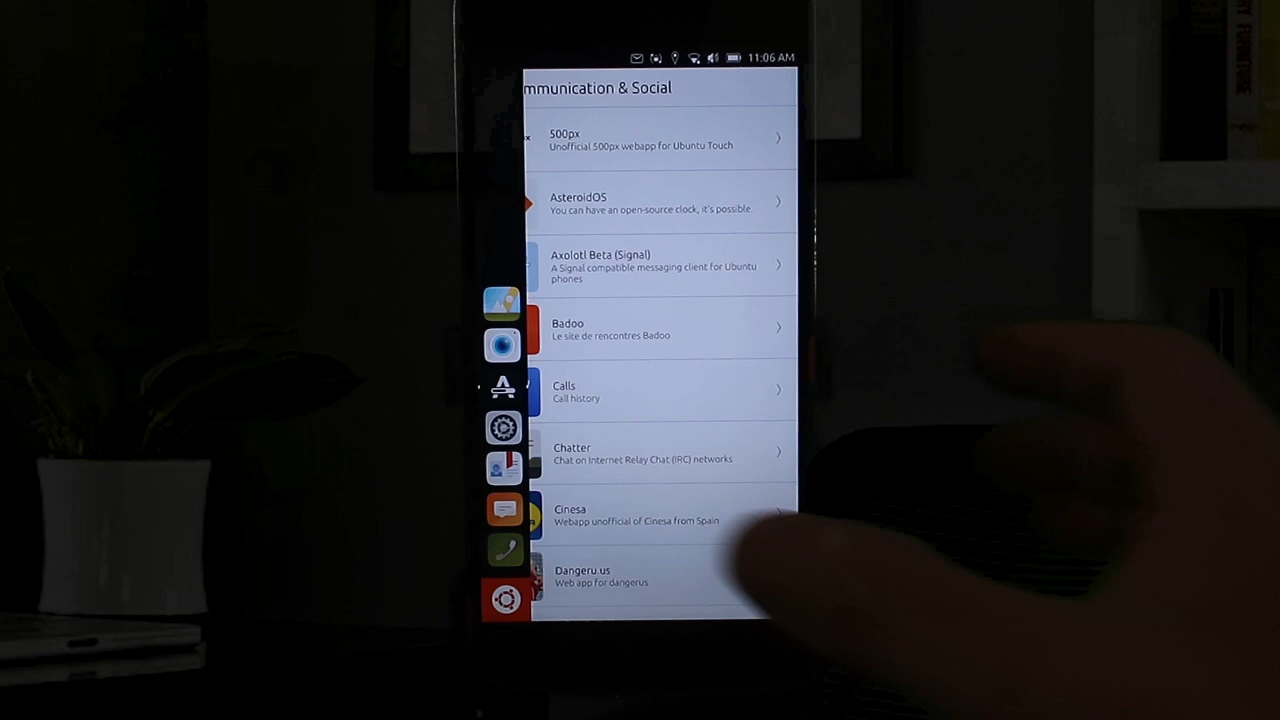 11:06 AM
mmunication & Social
500px
Unofficial 500px webapp for Ubuntu Touch
AsteroidOS
You can have an open-source clock, it's possible.
Axolotl Beta (Signal)
A Signal compatible messaging client for Ubuntu
phones
Badoo
Le site de rencontres Badoo
Calls
Call history
Chatter
Chat on Internet Relay Chat (IRC) networks
Cinesa
Webapp unofficial of Cinesa from Spain
Dangeru.us
Web app for dangerus
FURNITURE